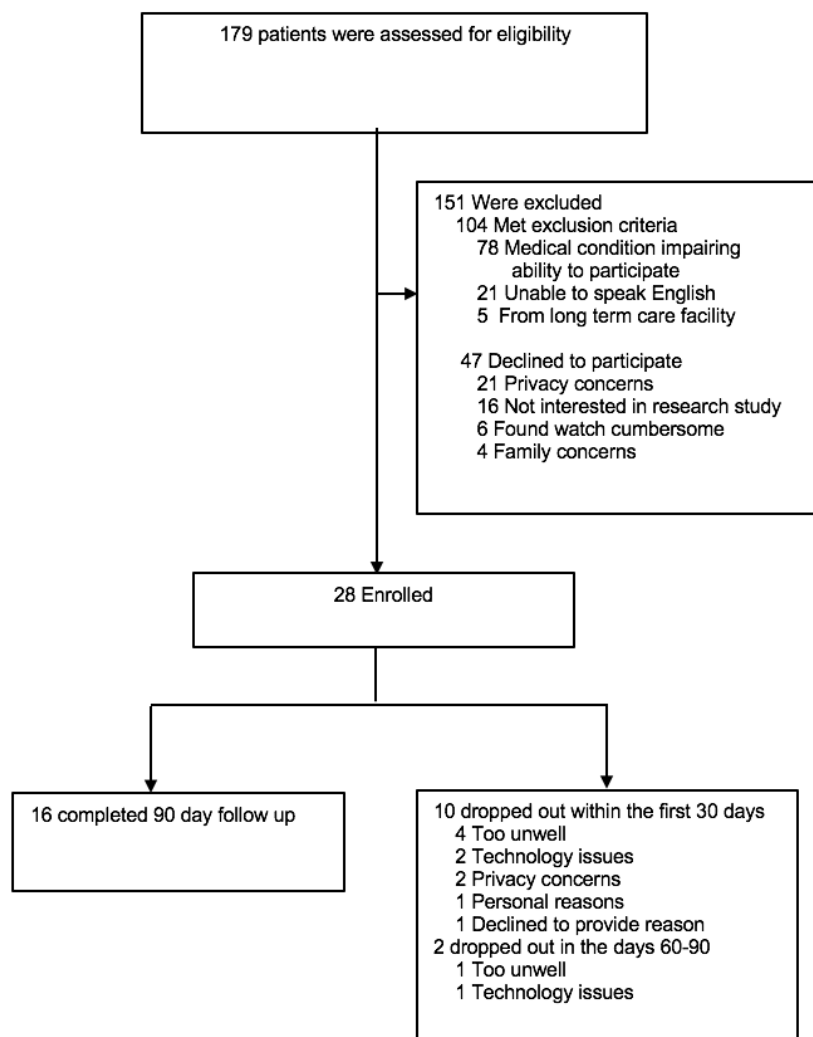 179 patients were assessed for eligibility
151 Were excluded
104 Met exclusion criteria
78 Medical condition impairing
ability to participate
21 Unable to speak English
5 From long term care facility
47 Declined to participate
21 Privacy concerns
16 Not interested in research study
6 Found watch cumbersome
4 Family concerns
28 Enrolled
16 completed 90 day follow up
10 dropped out within the first 30 days
4 Too unwell
2 Technology issues
2 Privacy concerns
1 Personal reasons
1 Declined to provide reason
2 dropped out in the days 60-90
1 Too unwell
1 Technology issues